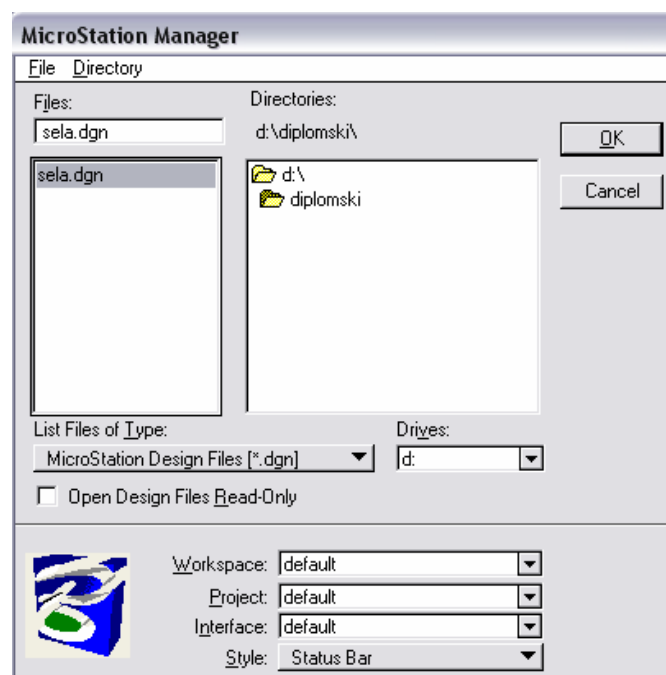 MicroStation Manager
File Directory
Files:
Directories:
sela.dgn
d:\diplomski\
OK
sela.dgn
d:\
Cancel
diplomski
List Files of Type:
Drives:
MicroStation Design Files [*.dgn]
d:
Open Design Files Read-Only
Workspace: default
Project: default
Interface: default
Style: Status Bar